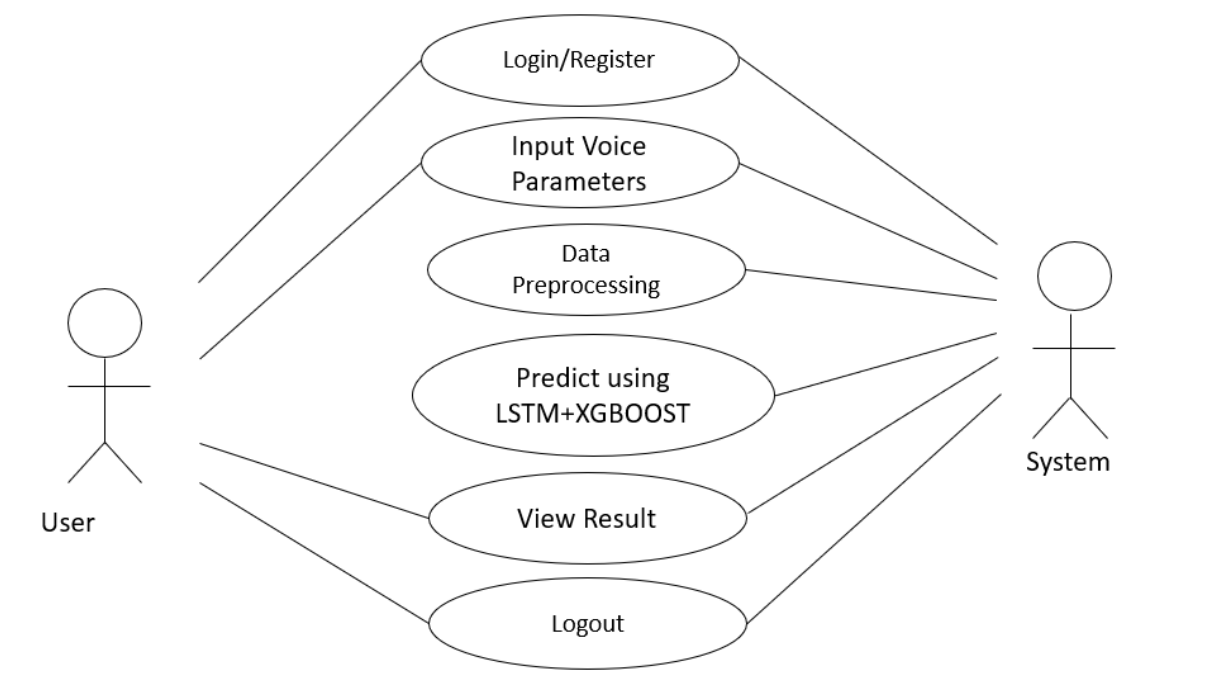 Login/Register
Input Voice
Parameters
Data
Preprocessing
Predict using
LSTM+XGBOOST
View Result
Logout
User
System